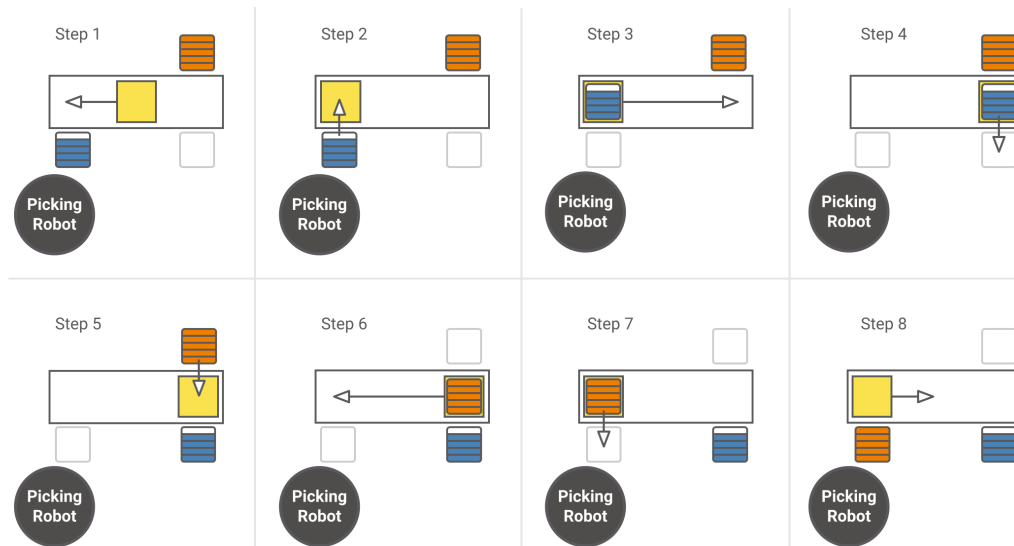 Step 1
Step 2
Step 3
Step 4
Picking
Robot
Picking
Robot
Picking
Robot
Picking
Robot
Step 5
Step 6
Step 7
Step 8
Picking
Robot
Picking
Robot
Picking
Robot
Picking
Robot